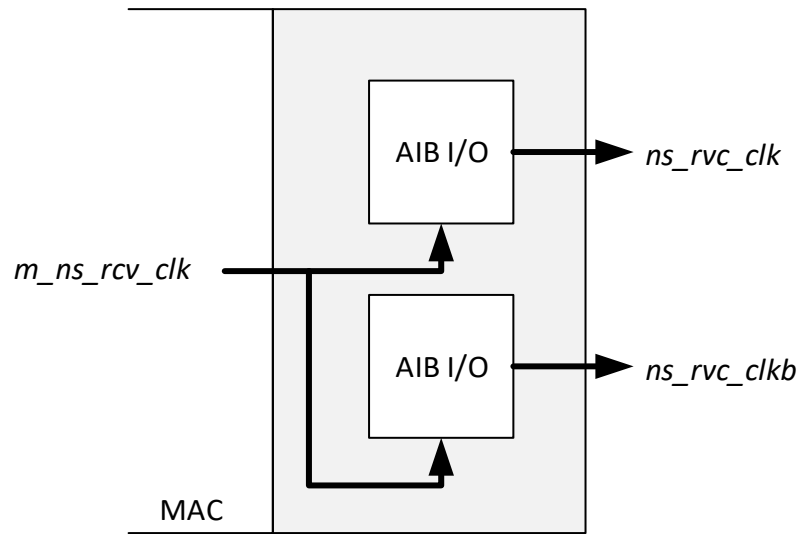 AIB I/O
ns_rvc_clk
m_ns_rcv_clk
AIB I/O
ns_rvc_clkb
MAC